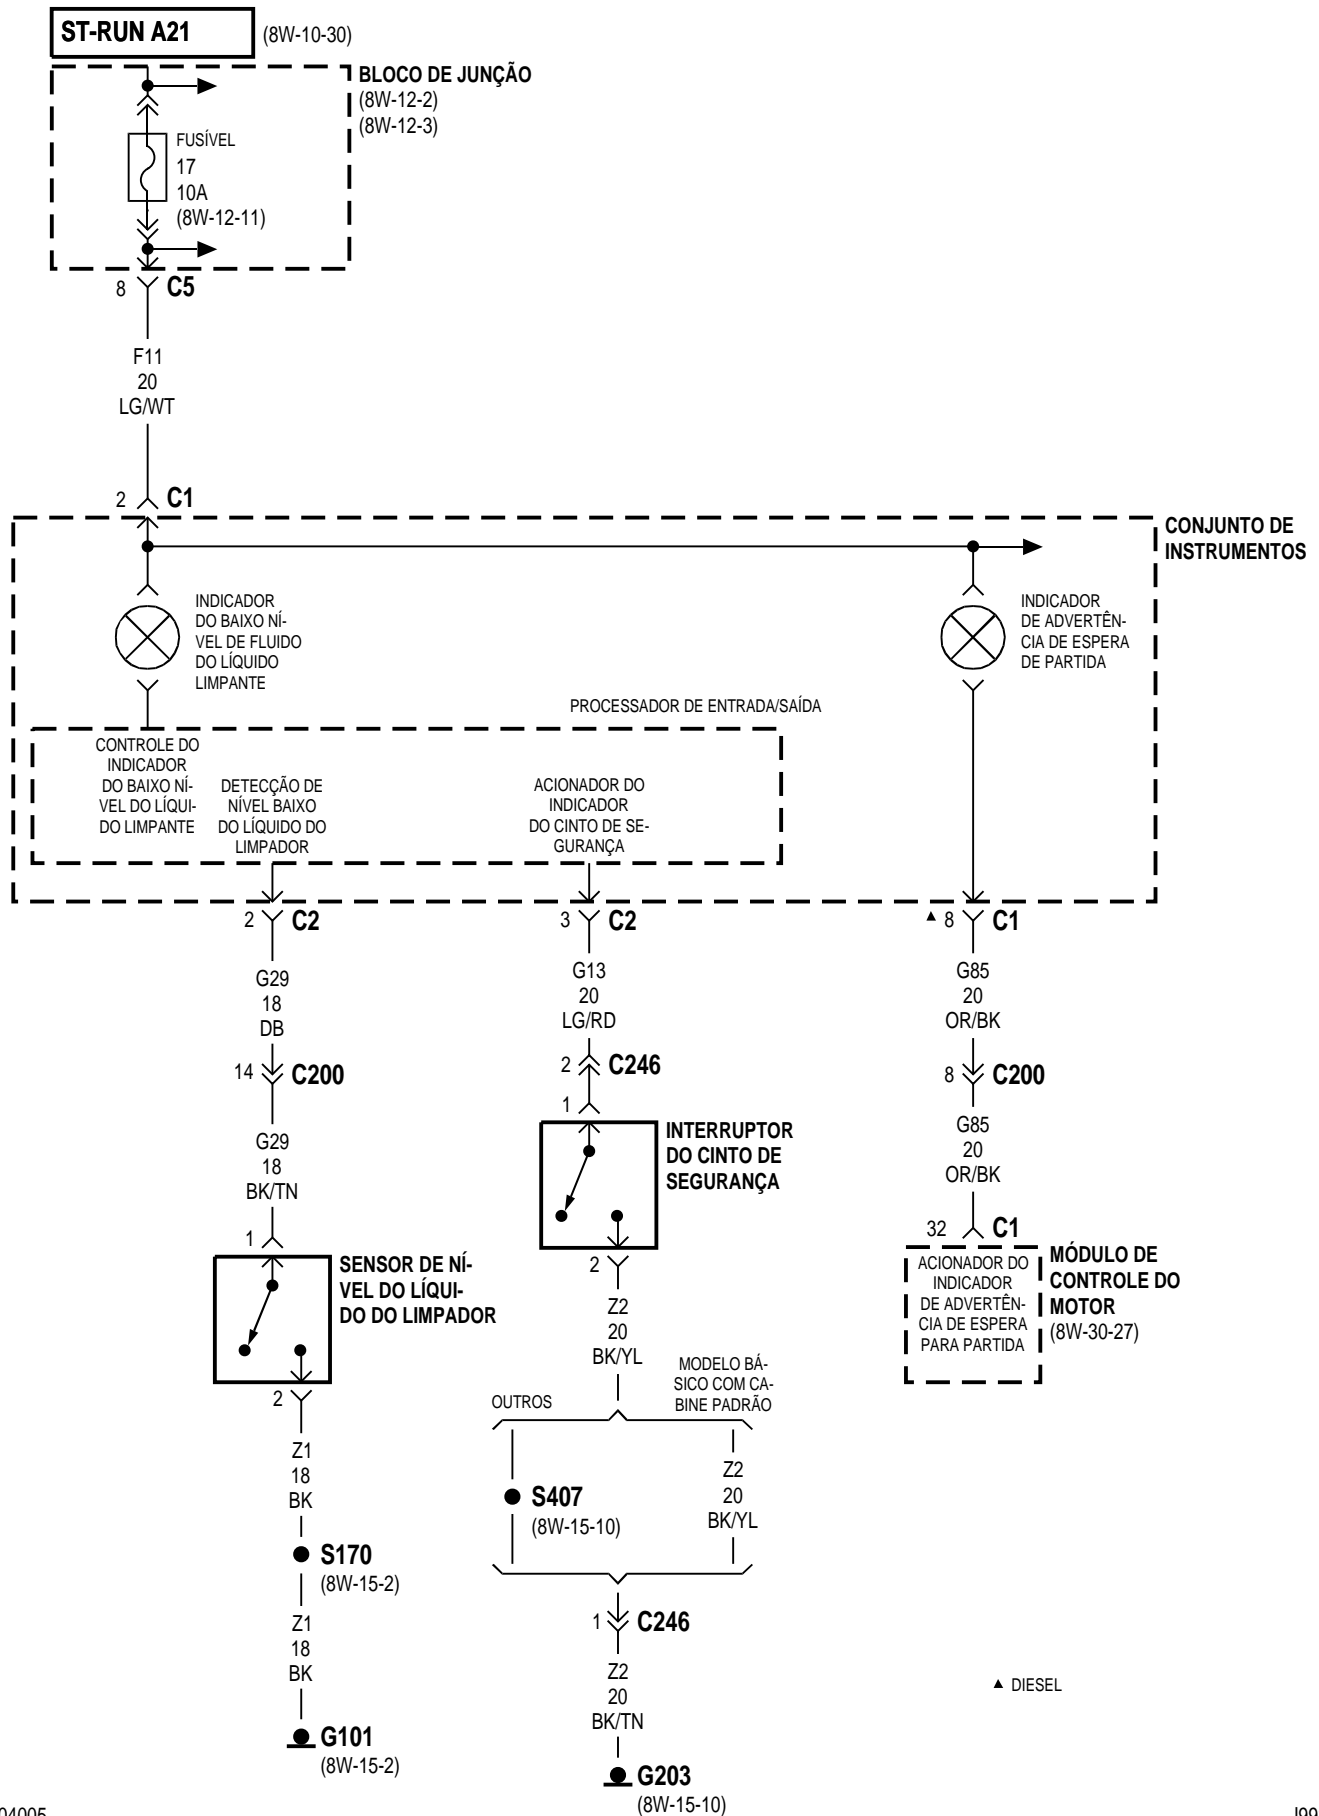 ST-RUN A21 (8W-10-30)
BLOCO DE JUNÇÃO
(8W-12-2)
(8W-12-3)
FUSÍVEL
17
10A
(8W-12-11)
8 C5
F11
20
LG/WT
2 C1
CONJUNTO DE
INSTRUMENTOS
INDICADOR
DO BAIXO NÍ-
VEL DE FLUIDO
DO LÍQUIDO
LIMPANTE
INDICADOR
DE ADVERTÊN-
CIA DE ESPERA
DE PARTIDA
PROCESSADOR DE ENTRADA/SAÍDA
CONTROLE DO
INDICADOR
DO BAIXO NÍ-
VEL DO LÍQUI-
DO LIMPANTE
DETECÇÃO DE
NÍVEL BAIXO
DO LÍQUIDO DO
LIMPADOR
ACIONADOR DO
INDICADOR
DO CINTO DE SE-
GURANÇA
2 C2
G29
18
DB
14 C200
G29
18
BK/TN
1
SENSOR DE NÍ-
VEL DO LÍQUI-
DO DO LIMPADOR
2
Z1
18
BK
S170
(8W-15-2)
Z1
18
BK
G101
(8W-15-2)
3 C2
G13
20
LG/RD
2 C246
1
INTERRUPTOR
DO CINTO DE
SEGURANÇA
2
Z2
20
BK/YL
OUTROS
MODELO BÁ-
SICO COM CA-
BINE PADRÃO
S407
(8W-15-10)
Z2
20
BK/YL
1 C246
Z2
20
BK/TN
G203
(8W-15-10)
▲ 8 C1
G85
20
OR/BK
8 C200
G85
20
OR/BK
32 C1
ACIONADOR DO
INDICADOR
DE ADVERTÊN-
CIA DE ESPERA
PARA PARTIDA
MÓDULO DE
CONTROLE DO
MOTOR
(8W-30-27)
▲ DIESEL